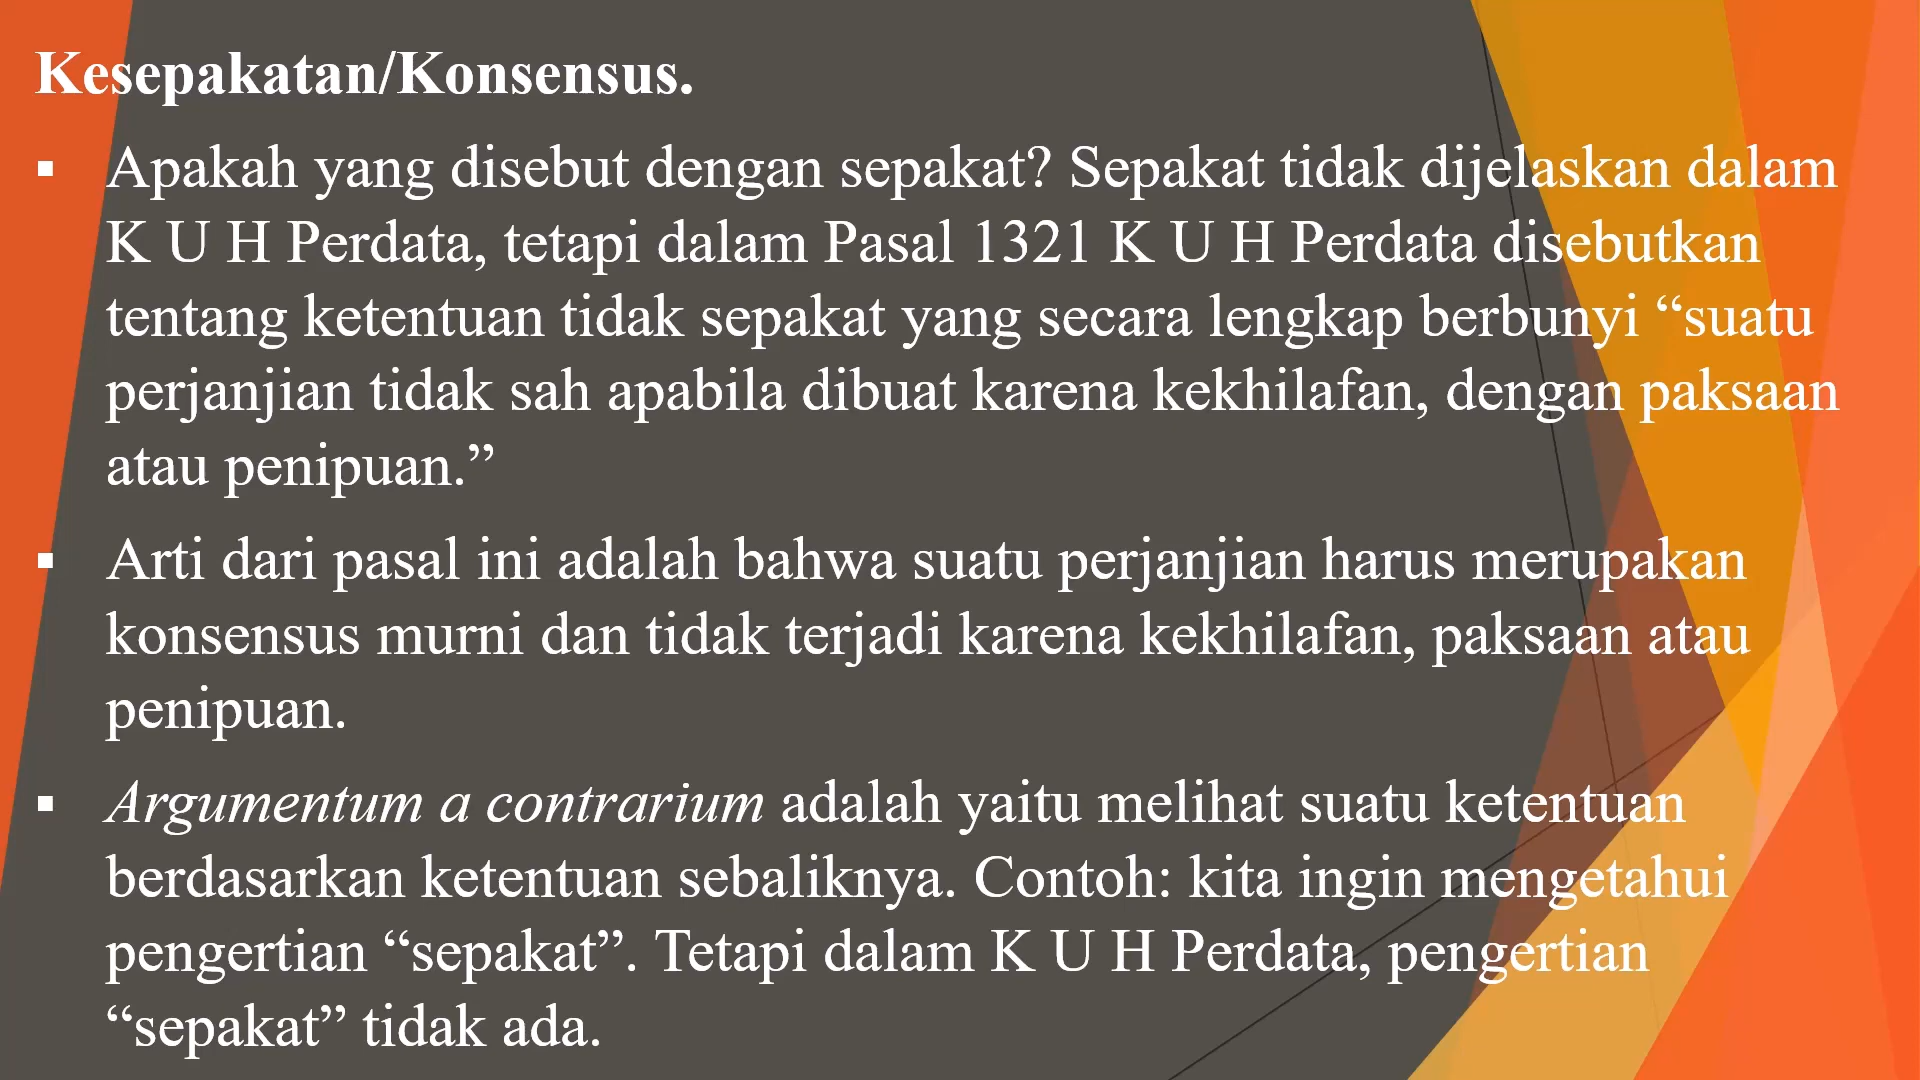 Kesepakatan/Konsensus.
▪ Apakah yang disebut dengan sepakat? Sepakat tidak dijelaskan dalam
K U H Perdata, tetapi dalam Pasal 1321 K U H Perdata disebutkan
tentang ketentuan tidak sepakat yang secara lengkap berbunyi “suatu
perjanjian tidak sah apabila dibuat karena kekhilafan, dengan paksaan
atau penipuan.”
▪ Arti dari pasal ini adalah bahwa suatu perjanjian harus merupakan
konsensus murni dan tidak terjadi karena kekhilafan, paksaan atau
penipuan.
▪ Argumentum a contrarium adalah yaitu melihat suatu ketentuan
berdasarkan ketentuan sebaliknya. Contoh: kita ingin mengetahui
pengertian “sepakat”. Tetapi dalam K U H Perdata, pengertian
“sepakat” tidak ada.